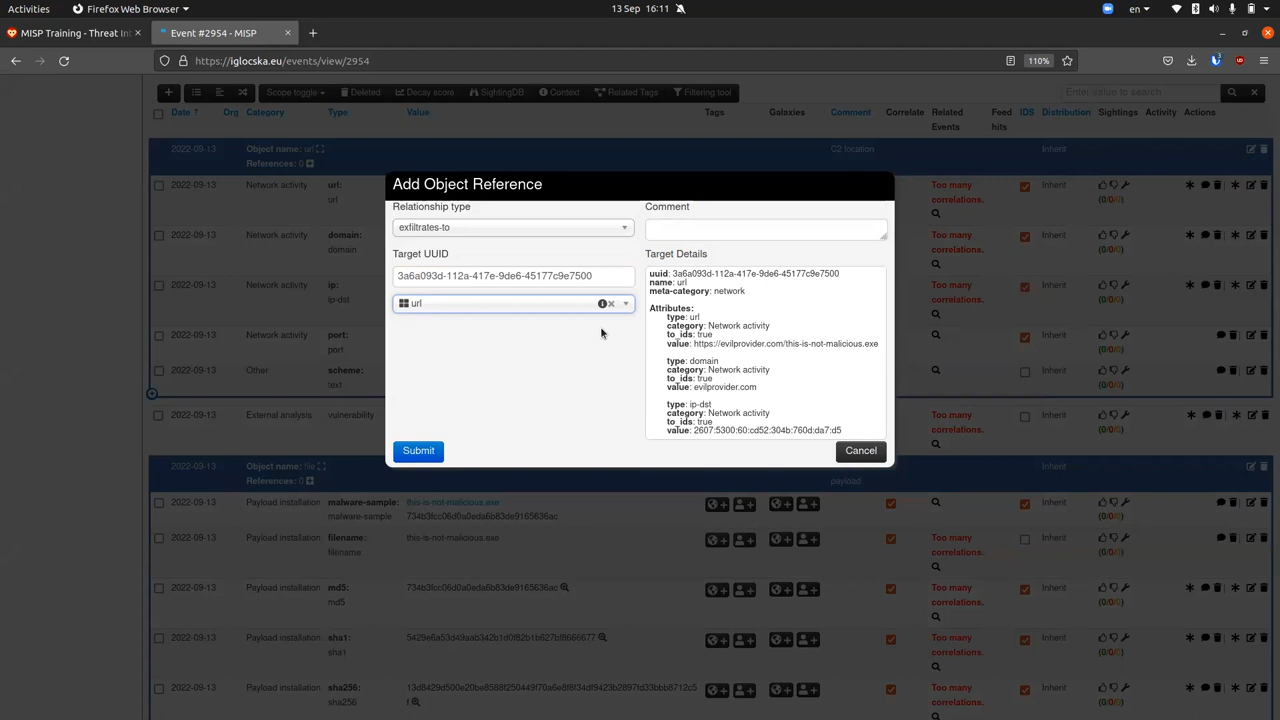 Activities
Firefox Web Browser
13 Sep 16:11
en
MISP Training - Threat Int
Event #2954 - MISP
https://iglocska.eu/events/view/2954
110%
Scope toggle Deleted Decay score SightingDB Context Related Tags Filtering tool
Enter value to search
Date Org Category Type Value Tags Galaxies Comment Correlate Related Events Feed hits IDS Distribution Sightings Activity Actions
2022-09-13 Object name: url C2 location Inherit
References: 0
2022-09-13 Network activity url: url Too many correlations. Inherit (0/0/0)
2022-09-13 Network activity domain: domain Too many correlations. Inherit (0/0/0)
2022-09-13 Network activity ip: ip-dst Too many correlations. Inherit (0/0/0)
2022-09-13 Network activity port: port Too many correlations. Inherit (0/0/0)
2022-09-13 Other scheme: text Inherit (0/0/0)
2022-09-13 External analysis vulnerability Too many correlations. Inherit (0/0/0)
Add Object Reference
Relationship type
exfiltrates-to
Comment
Target UUID
3a6a093d-112a-417e-9de6-45177c9e7500
url
Target Details
uuid: 3a6a093d-112a-417e-9de6-45177c9e7500
name: url
meta-category: network
Attributes:
type: url
category: Network activity
to_ids: true
value: https://evilprovider.com/this-is-not-malicious.exe
type: domain
category: Network activity
to_ids: true
value: evilprovider.com
type: ip-dst
category: Network activity
to_ids: true
value: 2607:5300:60:cd52:304b:760d:da7:d5
Submit
Cancel
2022-09-13 Object name: file Inherit
References: 0 payload
2022-09-13 Payload installation malware-sample: malware-sample this-is-not-malicious.exe Inherit (0/0/0)
734b3fcc06d0a0eda6b83de9165636ac
2022-09-13 Payload installation filename: filename this-is-not-malicious.exe Too many correlations. Inherit (0/0/0)
2022-09-13 Payload installation md5: md5 734b3fcc06d0a0eda6b83de9165636ac Too many correlations. Inherit (0/0/0)
2022-09-13 Payload installation sha1: sha1 Too many correlations. Inherit (0/0/0)
2022-09-13 Payload installation sha256: Too many correlations. Inherit (0/0/0)